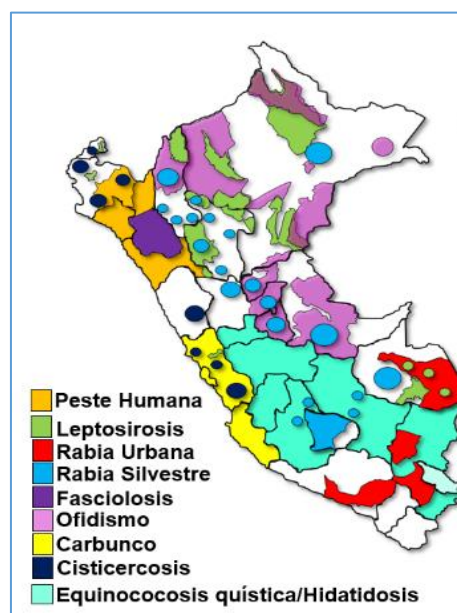 Peste Humana
Leptosirosis
Rabia Urbana
Rabia Silvestre
Fasciolosis
Ofidismo
Carbunco
Cisticercosis
Equinococosis quística/Hidatidosis